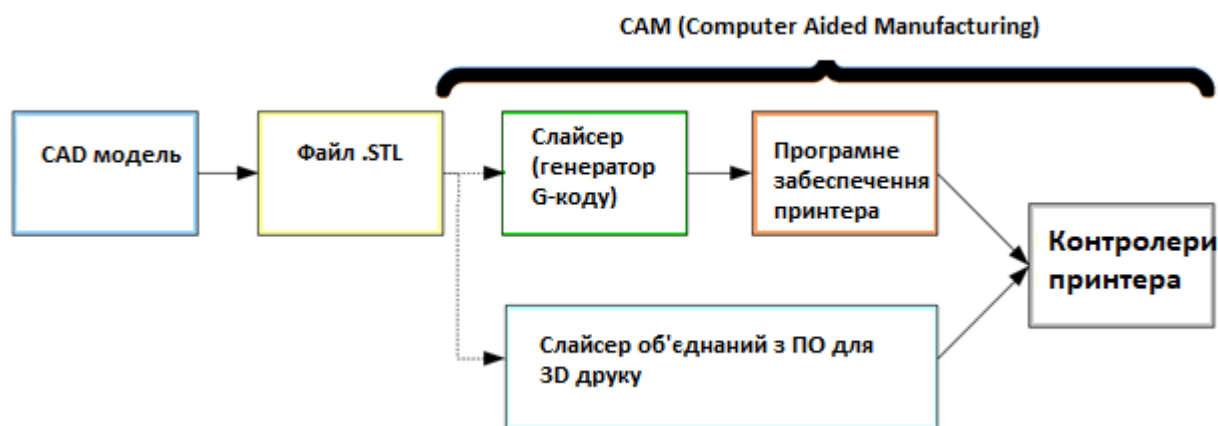 CAM (Computer Aided Manufacturing)
CAD модель
Файл .STL
Слайсер
(генератор
G-коду)
Програмне
забеспечення
принтера
Контролери
принтера
Слайсер об'єднаний з ПО для
3D друку